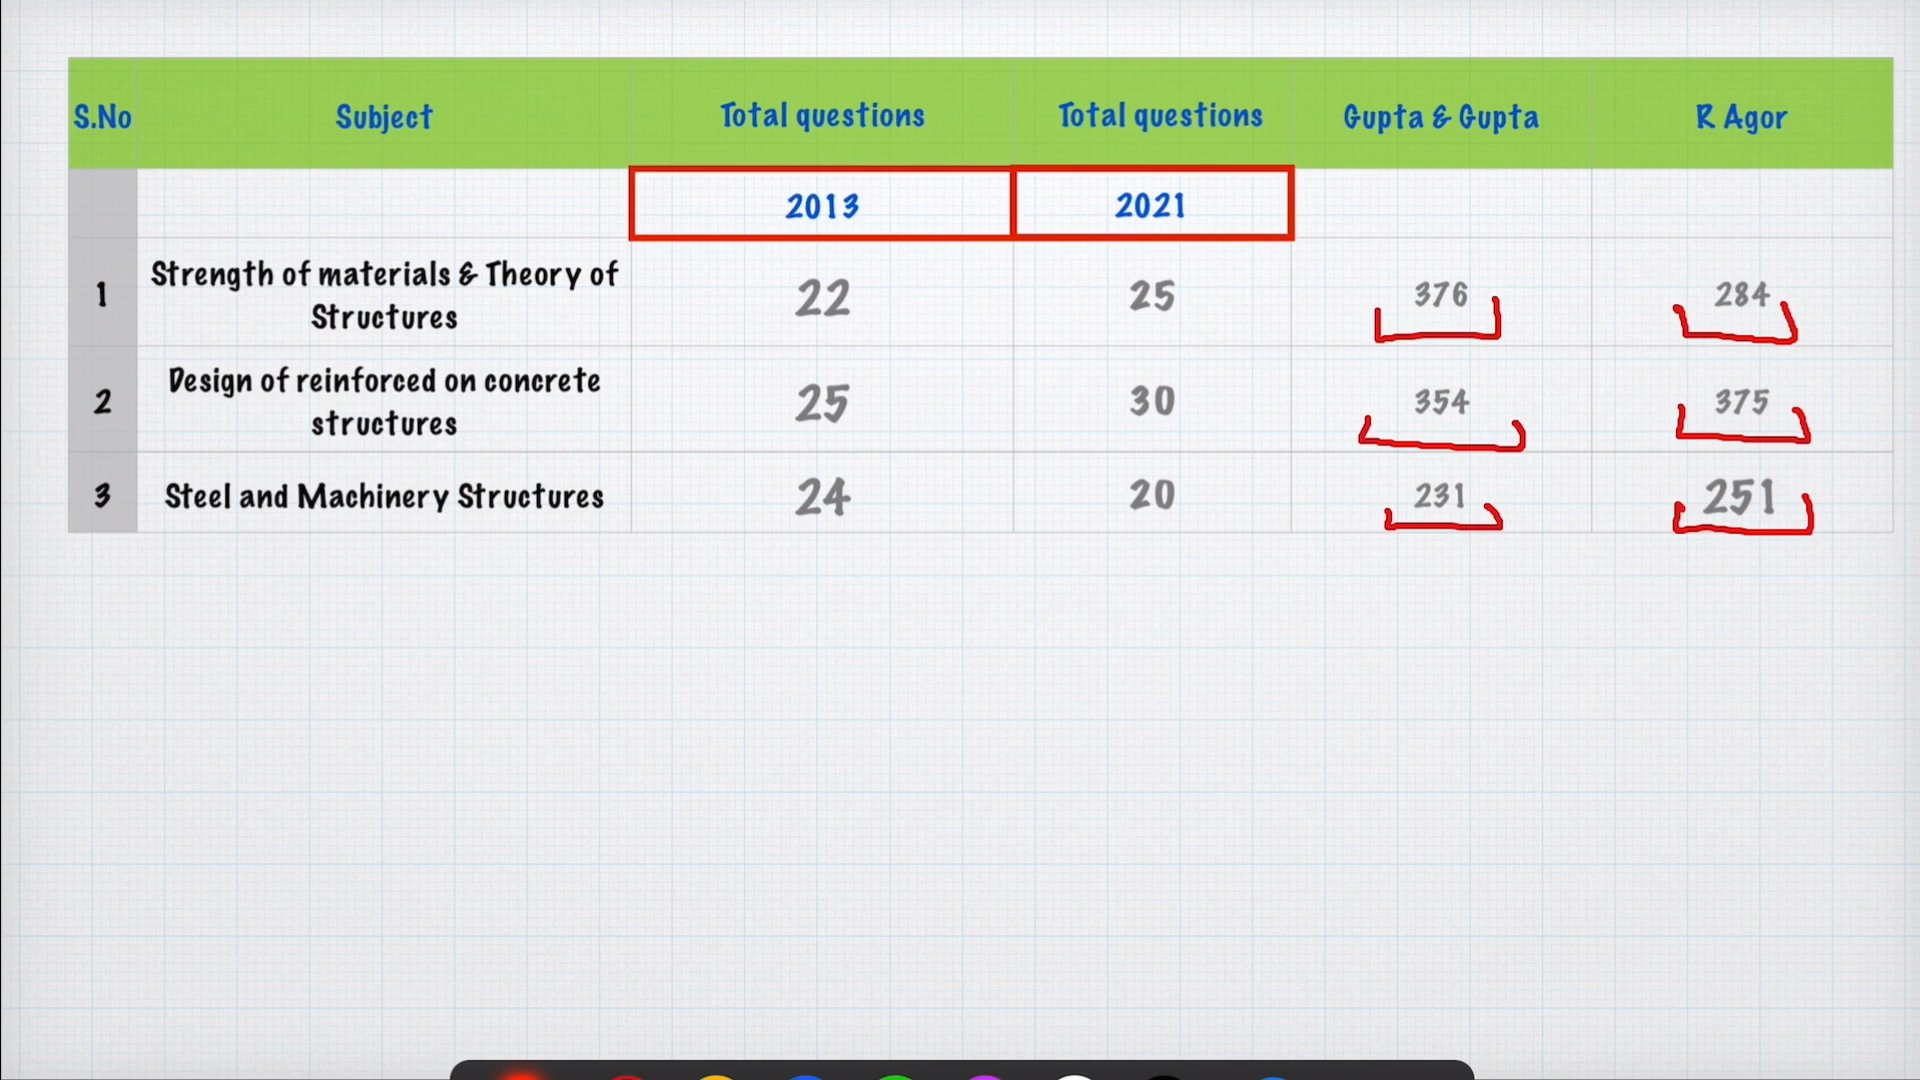 S.No Subject Total questions Total questions Gupta & Gupta R Agor
2013 2021
1 Strength of materials & Theory of Structures 22 25 376 284
2 Design of reinforced on concrete structures 25 30 354 375
3 Steel and Machinery Structures 24 20 231 251